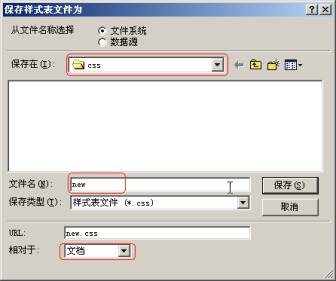 保存样式表文件为
从文件名称选择
文件系统
数据源
保存在(I):
css
文件名(N):
new
保存(S)
保存类型(T):
样式表文件 (*.css)
取消
URL:
new.css
相对于:
文档